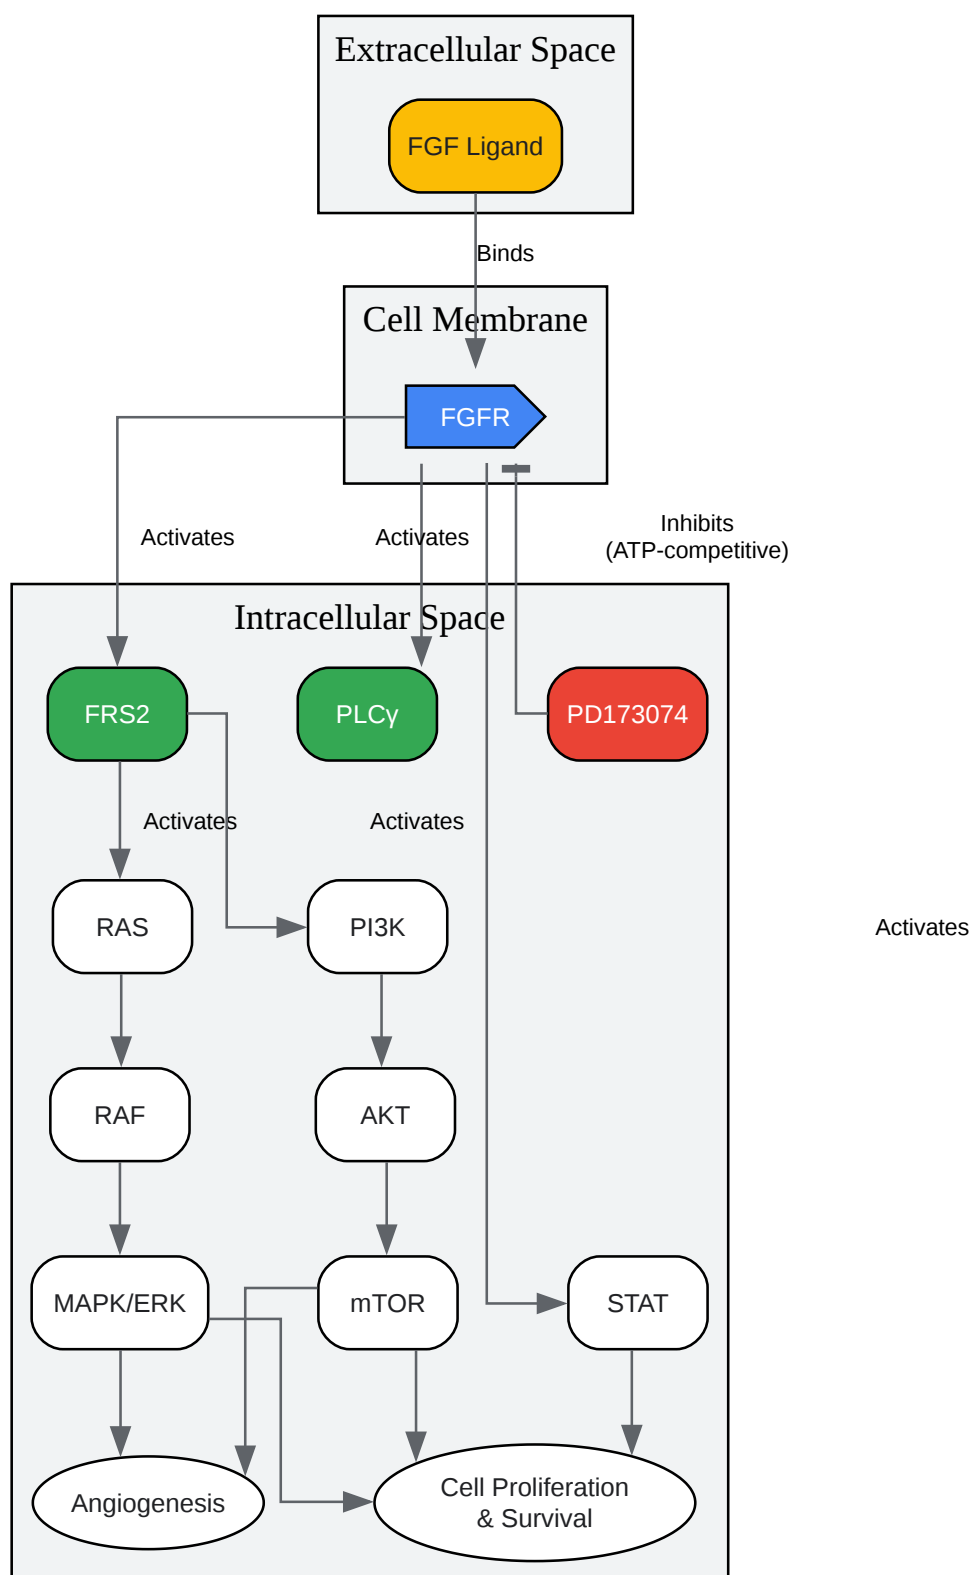 Extracellular Space
FGF Ligand
Binds
Cell Membrane
FGFR
Activates
Activates
Inhibits
(ATP-competitive)
Intracellular Space
FRS2
PLCγ
PD173074
Activates
Activates
RAS
PI3K
Activates
RAF
AKT
MAPK/ERK
mTOR
STAT
Angiogenesis
Cell Proliferation
& Survival